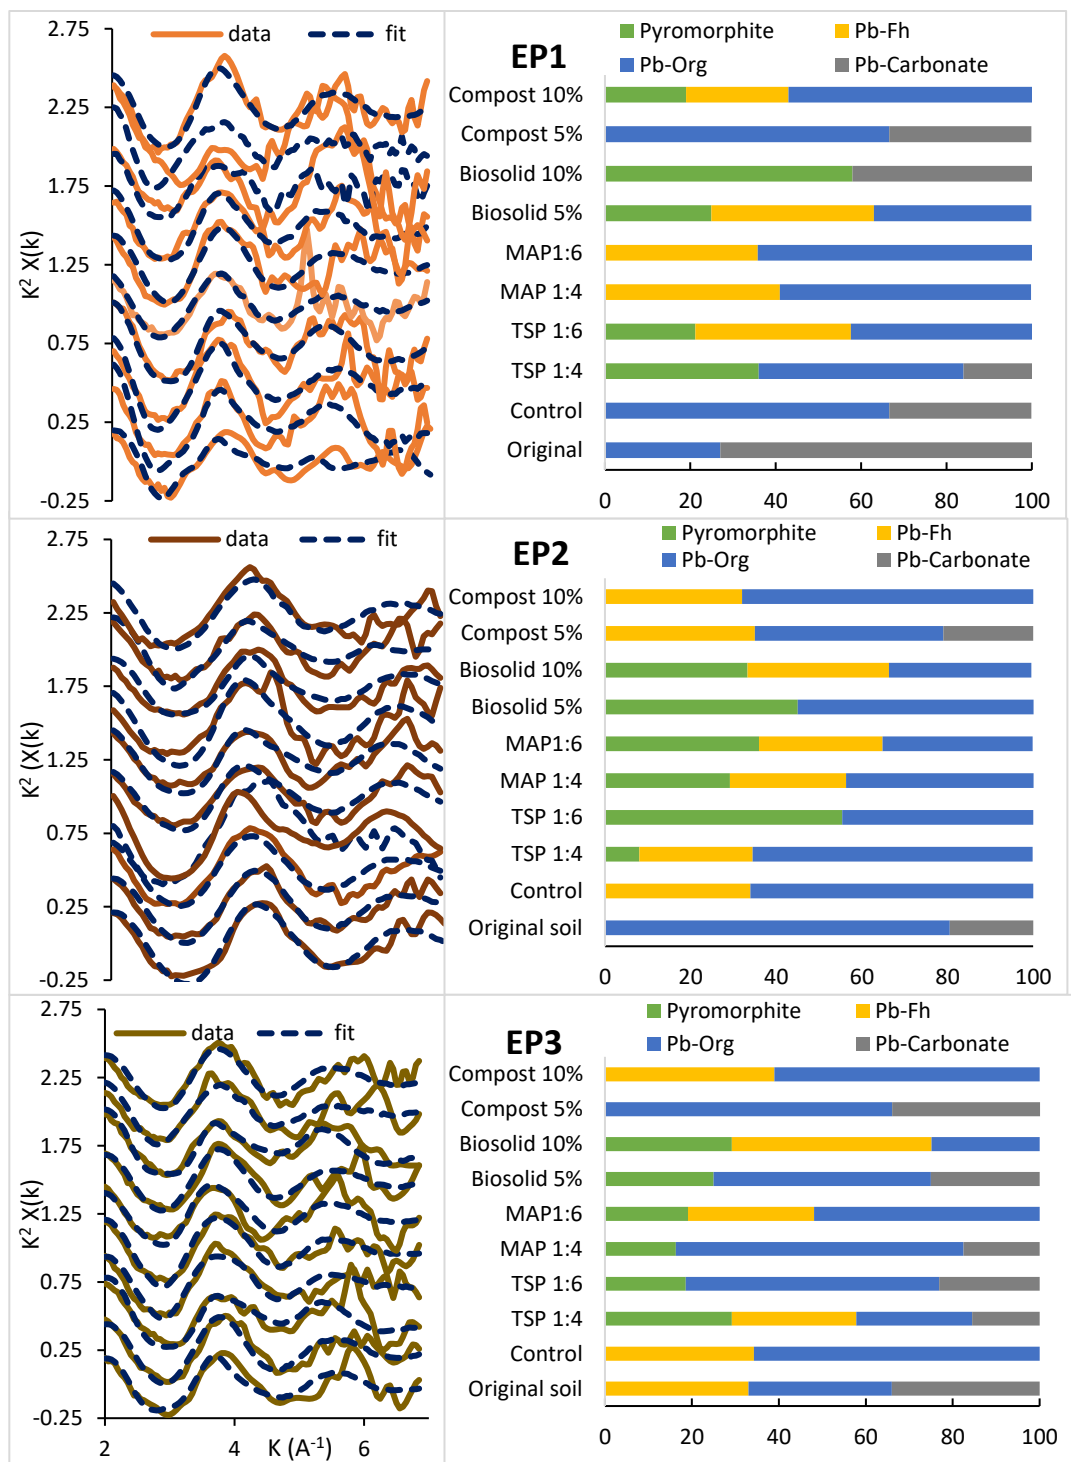 data fit
2.75
2.25
1.75
1.25
0.75
0.25
-0.25
K² X(k)
EP1
Pyromorphite Pb-Fh
Pb-Org Pb-Carbonate
Compost 10%
Compost 5%
Biosolid 10%
Biosolid 5%
MAP1:6
MAP 1:4
TSP 1:6
TSP 1:4
Control
Original
0 20 40 60 80 100
data fit
2.75
2.25
1.75
1.25
0.75
0.25
-0.25
K² (X(k)
EP2
Pyromorphite Pb-Fh
Pb-Org Pb-Carbonate
Compost 10%
Compost 5%
Biosolid 10%
Biosolid 5%
MAP1:6
MAP 1:4
TSP 1:6
TSP 1:4
Control
Original soil
0 20 40 60 80 100
data fit
2.75
2.25
1.75
1.25
0.75
0.25
-0.25
K² X(k)
2 4 6
K (A⁻¹)
EP3
Pyromorphite Pb-Fh
Pb-Org Pb-Carbonate
Compost 10%
Compost 5%
Biosolid 10%
Biosolid 5%
MAP1:6
MAP 1:4
TSP 1:6
TSP 1:4
Control
Original soil
0 20 40 60 80 100